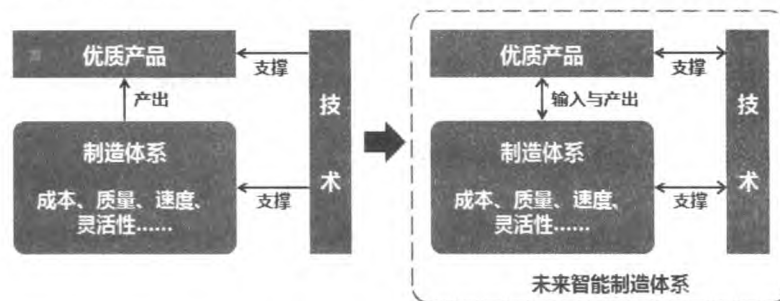 优质产品
支撑
产出
技
术
制造体系
成本、质量、速度、
灵活性……
支撑
优质产品
支撑
输入与产出
技
术
制造体系
成本、质量、速度、
灵活性……
支撑
未来智能制造体系